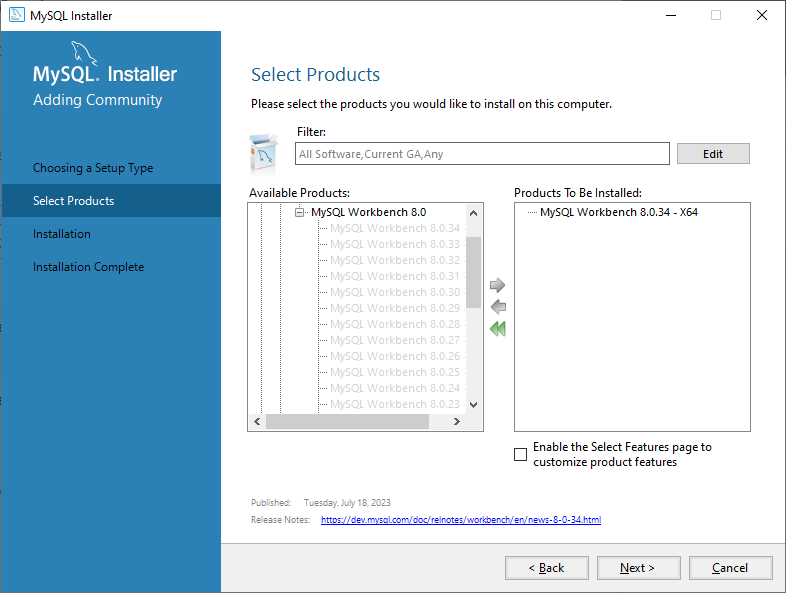 MySQL Installer
MySQL. Installer
Adding Community
Choosing a Setup Type
Select Products
Installation
Installation Complete
Select Products
Please select the products you would like to install on this computer.
Filter:
All Software,Current GA,Any
Edit
Available Products:
MySQL Workbench 8.0
MySQL Workbench 8.0.34 -
MySQL Workbench 8.0.33 -
MySQL Workbench 8.0.32 -
MySQL Workbench 8.0.31 -
MySQL Workbench 8.0.30 -
MySQL Workbench 8.0.29 -
MySQL Workbench 8.0.28 -
MySQL Workbench 8.0.27 -
MySQL Workbench 8.0.26 -
MySQL Workbench 8.0.25 -
MySQL Workbench 8.0.24 -
MySQL Workbench 8.0.23 -
Products To Be Installed:
MySQL Workbench 8.0.34 - X64
Enable the Select Features page to
customize product features
Published: Tuesday, July 18, 2023
Release Notes: https://dev.mysql.com/doc/relnotes/workbench/en/news-8-0-34.html
< Back
Next >
Cancel